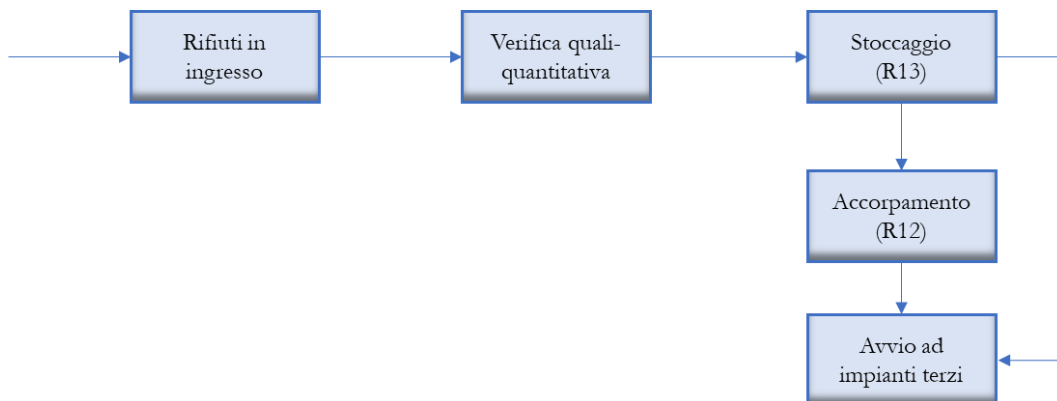 Rifiuti in
ingresso
Verifica quali-
quantitativa
Stoccaggio
(R13)
Accorpamento
(R12)
Avvio ad
impianti terzi